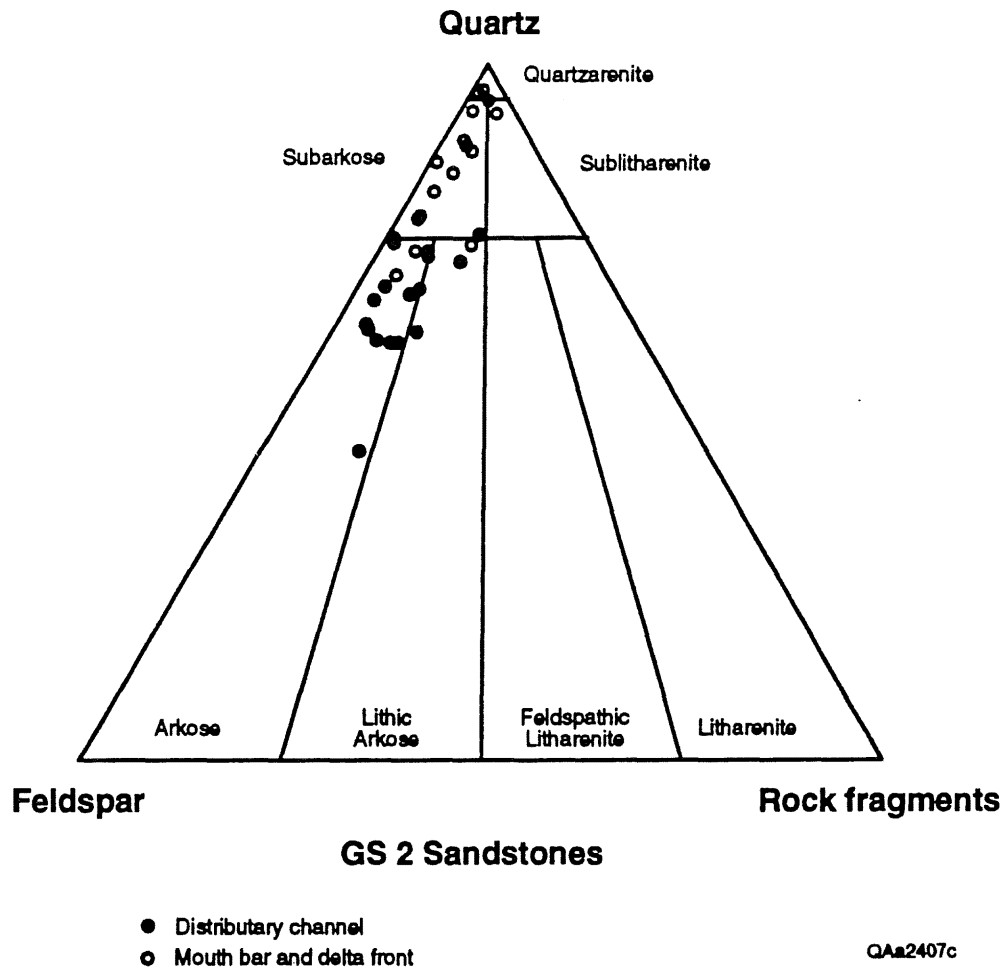 Quartz
Quartzarenite
Subarkose
Sublitharenite
Arkose
Lithic
Arkose
Feldspathic
Litharenite
Litharenite
Feldspar
Rock fragments
GS 2 Sandstones
Distributary channel
Mouth bar and delta front
QAa2407c